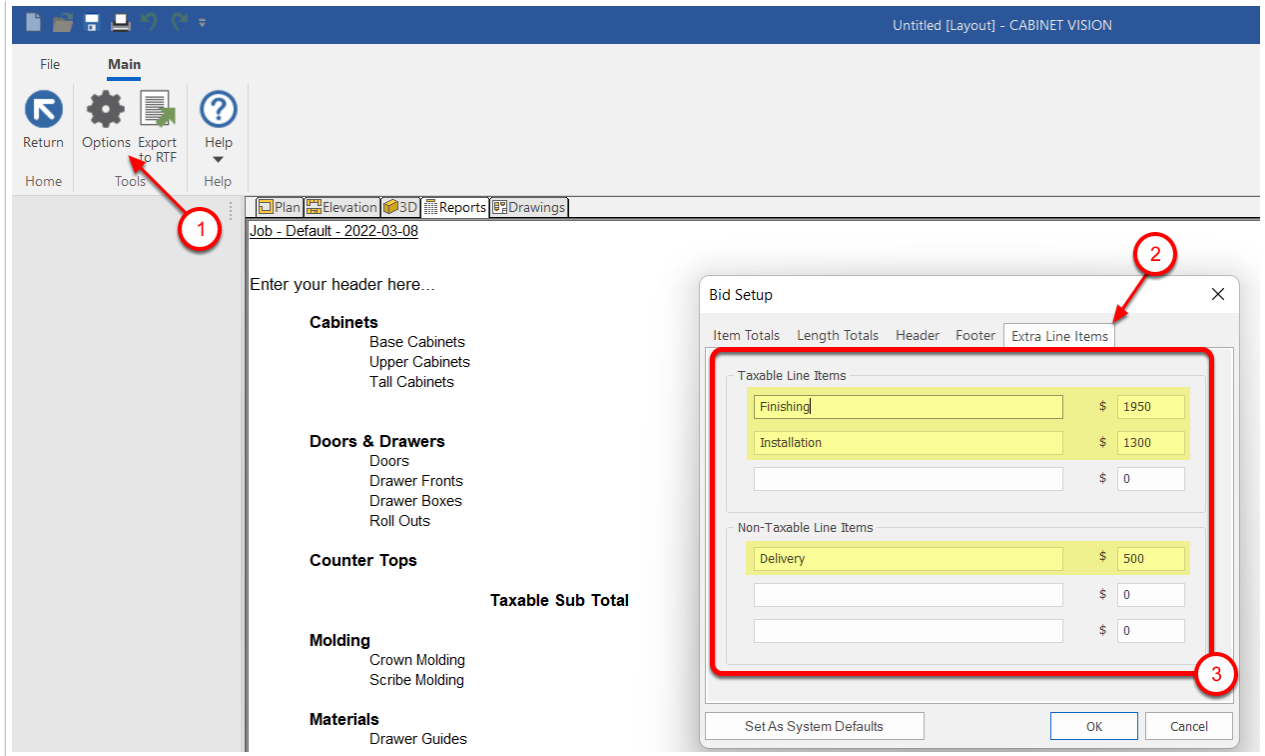 Untitled [Layout] - CABINET VISION
File Main
Return Options Export to RTF Help
Home Tools Help
1
Plan Elevation 3D Reports Drawings
Job - Default - 2022-03-08
Enter your header here...
Cabinets
Base Cabinets
Upper Cabinets
Tall Cabinets
Doors & Drawers
Doors
Drawer Fronts
Drawer Boxes
Roll Outs
Counter Tops
Taxable Sub Total
Molding
Crown Molding
Scribe Molding
Materials
Drawer Guides
2
Bid Setup
Item Totals Length Totals Header Footer Extra Line Items
Taxable Line Items
Finishing $ 1950
Installation $ 1300
$ 0
Non-Taxable Line Items
Delivery $ 500
$ 0
$ 0
3
Set As System Defaults OK Cancel